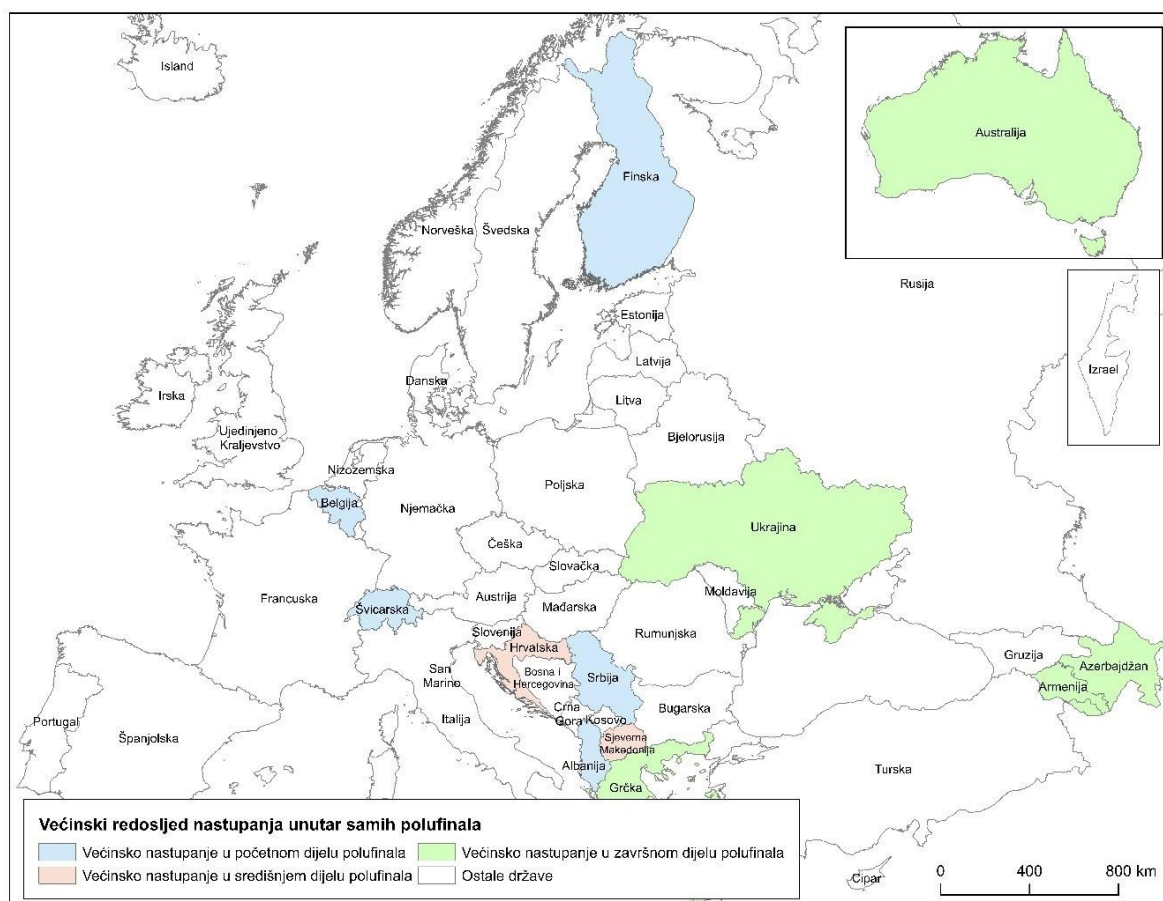 Island
Australija
Finska
Norveška
Švedska
Rusija
Estonija
Izrael
Latvija
Danska
Irska
Litva
Ujedinjeno
Kraljevstvo
Bjelorusija
Nizozemska
Poljska
Belgija
Njemačka
Ukrajina
Češka
Slovačka
Moldavija
Francuska
Švicarska
Austrija
Mađarska
Slovenija
Hrvatska
Rumunjska
Gruzija
Azerbajdžan
San
Marino
Bosna i
Hercegovina
Srbija
Armenija
Portugal
Italija
Crna
Gora
Kosovo
Bugarska
Španjolska
Sjeverna
Makedonija
Albanija
Turska
Grčka
Većinski redosljed nastupanja unutar samih polufinala
Većinsko nastupanje u početnom dijelu polufinala
Većinsko nastupanje u završnom dijelu polufinala
Većinsko nastupanje u središnjem dijelu polufinala
Ostale države
Cipar
0 400 800 km